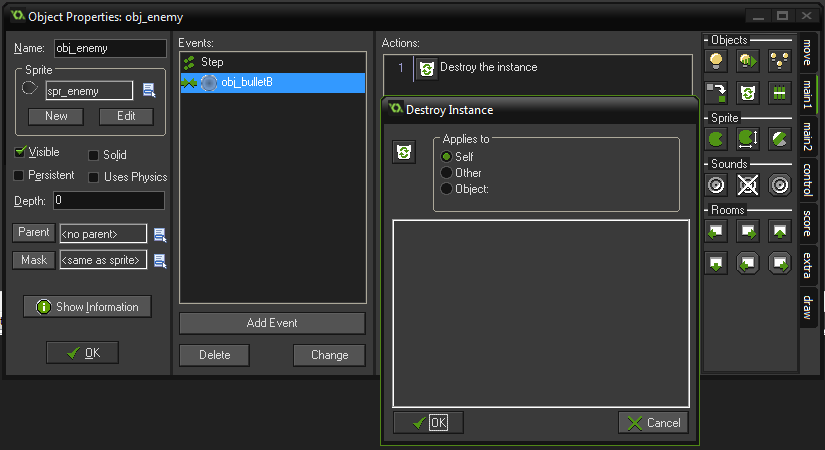 Object Properties: obj_enemy
Name: obj_enemy
Sprite
spr_enemy
New Edit
Visible Solid
Persistent Uses Physics
Depth: 0
Parent <no parent>
Mask <same as sprite>
Show Information
OK
Events:
Step
obj_bulletB
Add Event
Delete Change
Actions:
1 Destroy the instance
Destroy Instance
Applies to
Self
Other
Object:
OK Cancel
Objects
Sprite
Sounds
Rooms
move
main1
main2
control
score
extra
draw